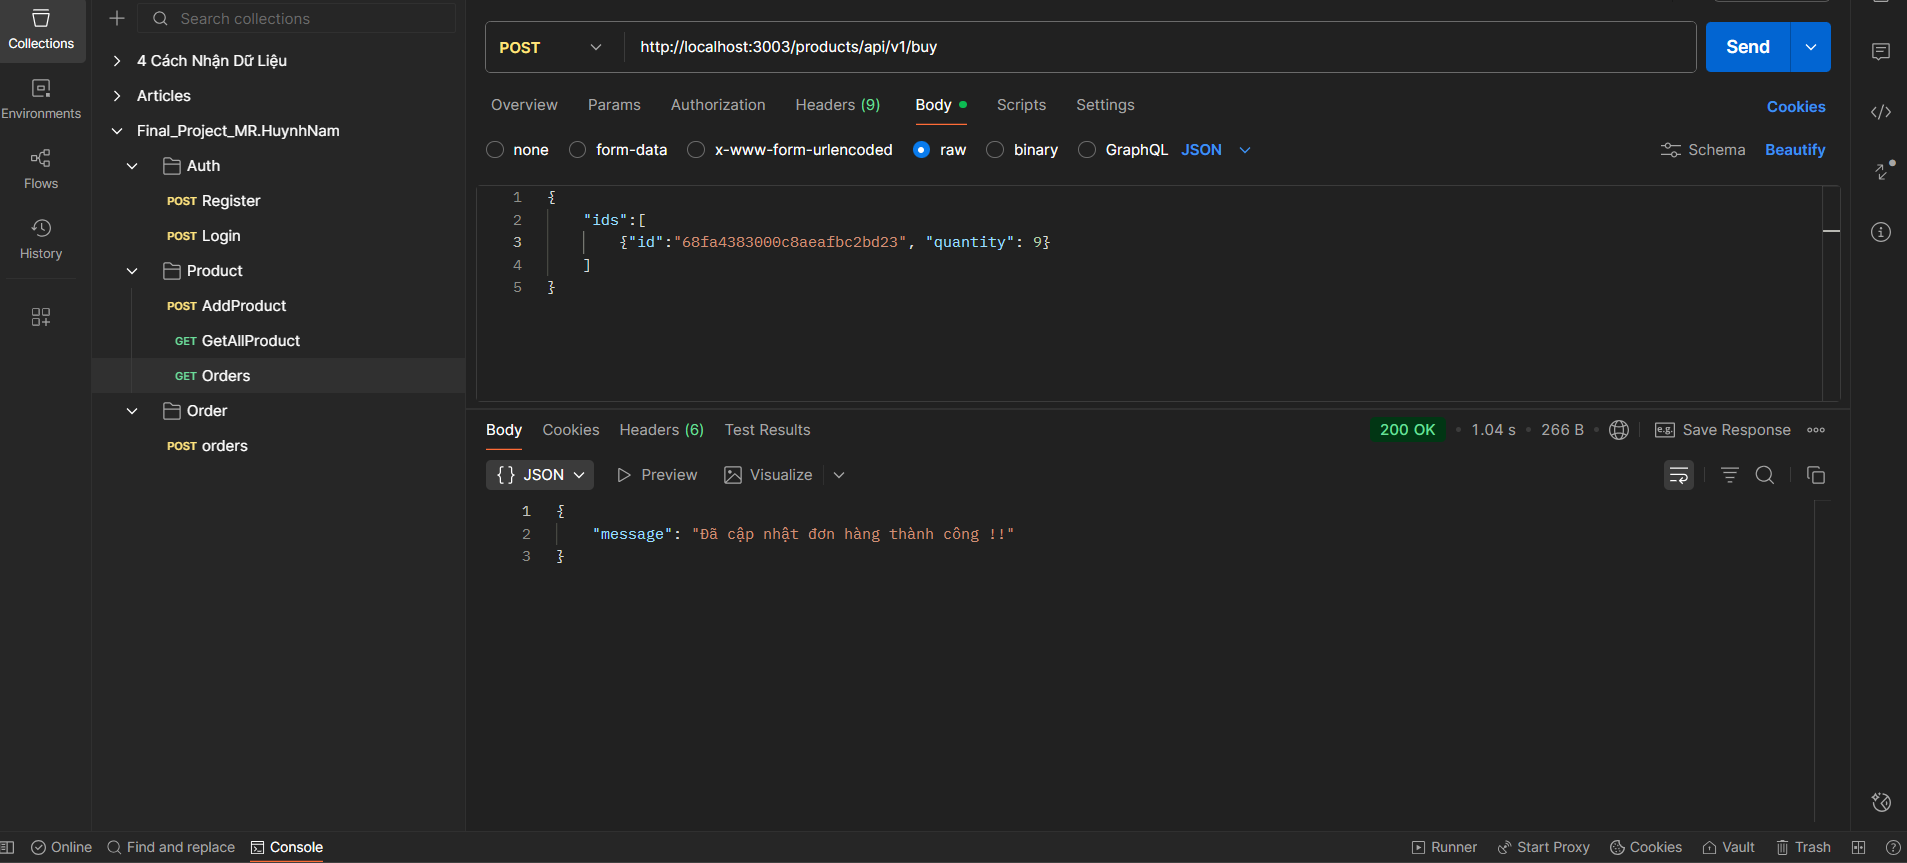 Collections
Environments
Flows
History
Search collections
4 Cách Nhận Dữ Liệu
Articles
Final_Project_MR.HuynhNam
Auth
POST Register
POST Login
Product
POST AddProduct
GET GetAllProduct
GET Orders
Order
POST orders
POST http://localhost:3003/products/api/v1/buy Send
Overview Params Authorization Headers (9) Body Scripts Settings Cookies
none form-data x-www-form-urlencoded raw binary GraphQL JSON Schema Beautify
1 {
2 "ids":[
3 {"id":"68fa4383000c8aeafbc2bd23", "quantity": 9}
4 ]
5 }
Body Cookies Headers (6) Test Results 200 OK • 1.04 s • 266 B e.g. Save Response
{} JSON Preview Visualize
1 {
2 "message": "Đã cập nhật đơn hàng thành công !!"
3 }
Online Find and replace Console Runner Start Proxy Cookies Vault Trash